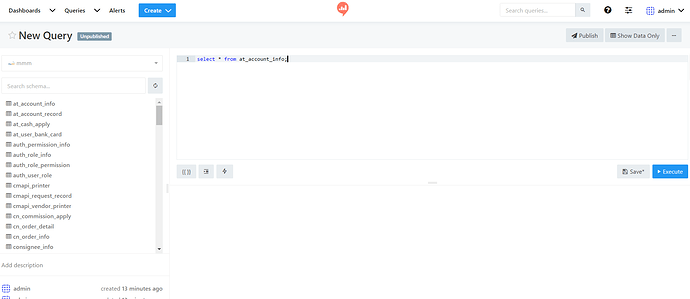 Dashboards Queries Alerts Create Search queries... admin
New Query Unpublished Publish Show Data Only
mmm
1 select * from at_account_info;
Search schema...
at_account_info
at_account_record
at_cash_apply
at_user_bank_card
auth_permission_info
auth_role_info
auth_role_permission
auth_user_role
cmapi_printer
cmapi_request_record
cmapi_vendor_printer
cn_commission_apply
cn_order_detail
cn_order_info
consignee_info
{{ }} Save* Execute
Add description
admin created 13 minutes ago